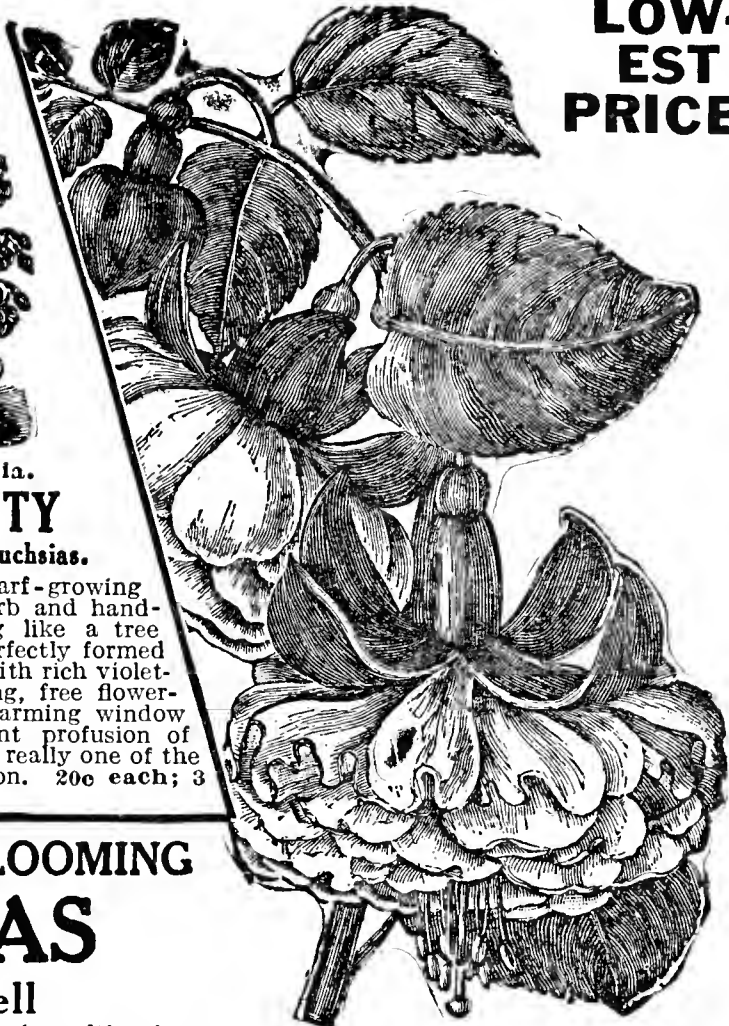 LOW-
EST
PRICE
ia.
TY
uchsias.
arf-growing
rb and hand-
g like a tree
rfectly formed
ith rich violet-
ng, free flower-
arming window
nt profusion of
really one of the
on. 20c each; 3
LOOMING
AS
ell